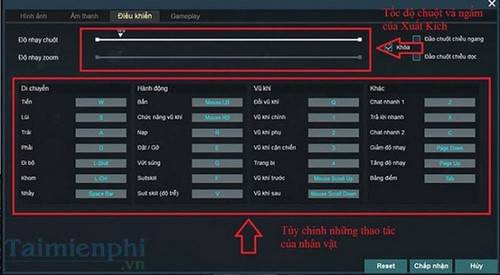 Hình ảnh Âm thanh Điều khiển Gameplay
Tốc độ chuột và ngắm
của Xuất Kích
Độ nhạy chuột
Đảo chuột chiều ngang
Khóa
Độ nhạy zoom
Đảo chuột chiều dọc
Di chuyển Hành động Vũ khí Khác
Tiến W Bắn Mouse LB Đổi vũ khí Q Chat nhanh 1 Z
Lùi S Chức năng vũ khí Mouse RB Vũ khí chính 1 Trả lời nhanh X
Trái A Nạp R Vũ khí phụ 2 Chat nhanh 2 C
Phải D Đặt / Gỡ E Vũ khí cận chiến 3 Giảm độ nhạy Page Down
Đi bộ L-Shift Vứt súng G Trang bị 4 Tăng độ nhạy Page Up
Khom L-Ctrl Suitskill F Vũ khí trước Mouse Scroll Up Bảng điểm Tab
Nhảy Space Bar Suit skill (đổ trễ) V Vũ khí sau Mouse Scroll Down
Tùy chỉnh những thao tác
của nhân vật
Taimienphi
.vn
Reset Chấp nhận Hủy